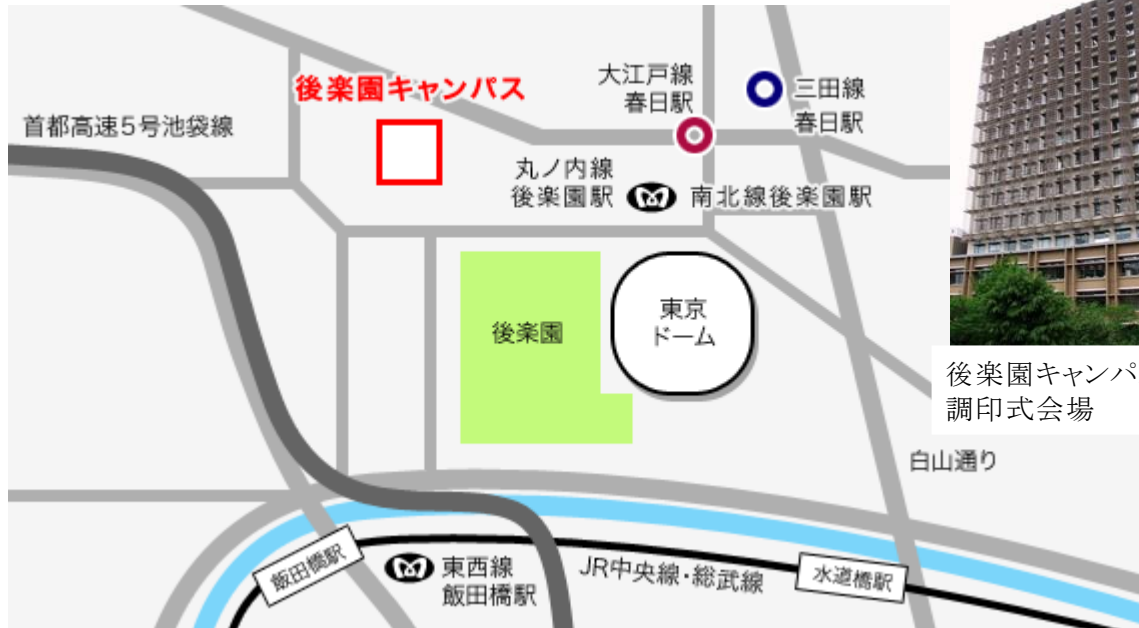 後楽園キャンパス
首都高速5号池袋線
大江戸線
春日駅
三田線
春日駅
丸ノ内線
後楽園駅
南北線後楽園駅
後楽園
東京
ドーム
後楽園キャンパ
調印式会場
白山通り
飯田橋駅
東西線
飯田橋駅
JR中央線・総武線
水道橋駅